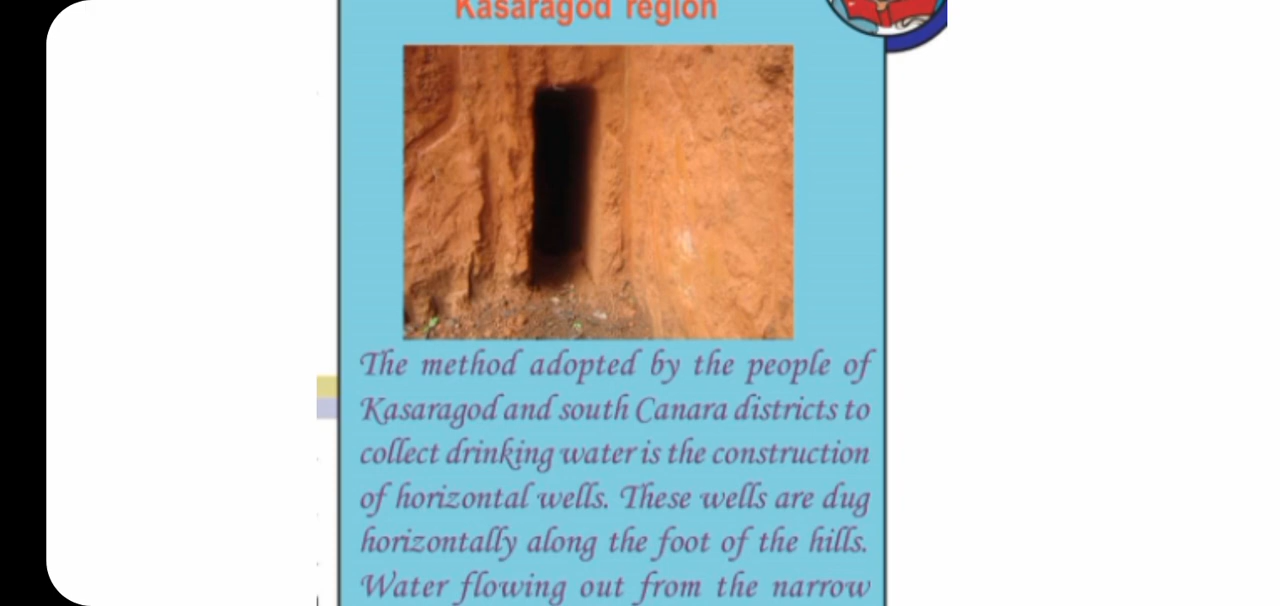 Kasaragod region
The method adopted by the people of
Kasaragod and south Canara districts to
collect drinking water is the construction
of horizontal wells. These wells are dug
horizontally along the foot of the hills.
Water flowing out from the narrow